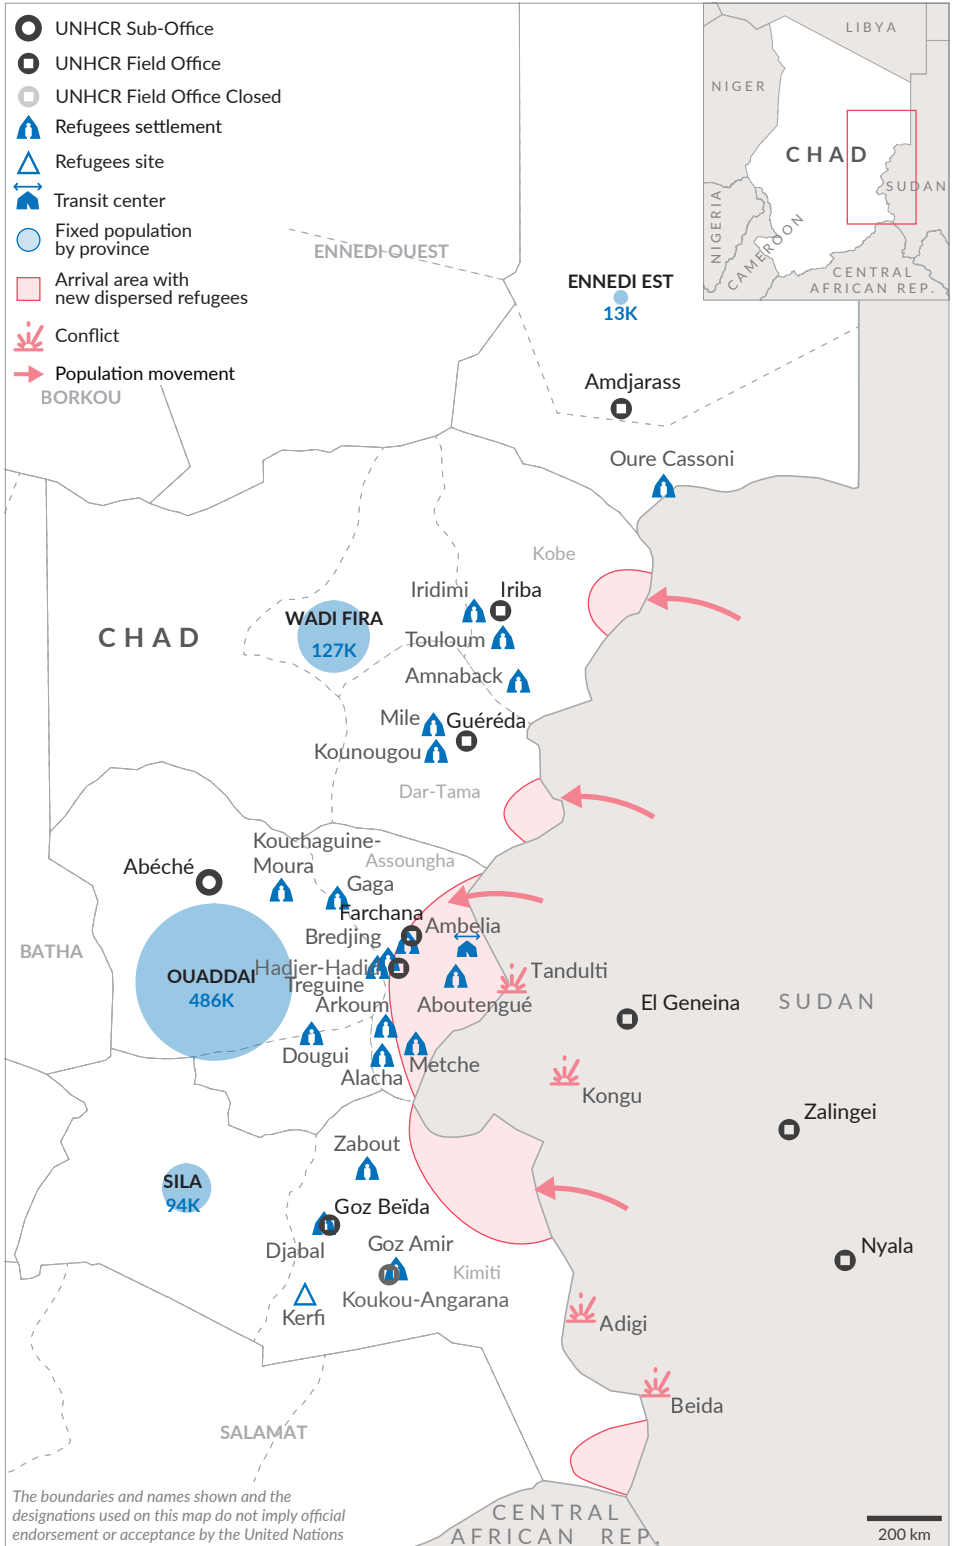 UNHCR Sub-Office
UNHCR Field Office
UNHCR Field Office Closed
Refugees settlement
Refugees site
Transit center
Fixed population
by province
Arrival area with
new dispersed refugees
Conflict
Population movement
LIBYA
NIGER
CHAD
SUDAN
NIGERIA
CAMEROON
CENTRAL
AFRICAN REP.
ENNEDI OUEST
ENNEDI EST
13K
BORKOU
Amdjarass
Oure Cassoni
Kobe
Iridimi
Iriba
WADI FIRA
127K
CHAD
Touloum
Amnaback
Mile
Guéréda
Kounougou
Dar-Tama
Kouchaguine-
Moura
Assoungha
Abéché
Gaga
Farchana
Ambelia
Bredjing
BATHA
OUADDAI
486K
Hadjer-Hadid
Treguine
Tandulti
Arkoum
Aboutengué
El Geneina
SUDAN
Dougui
Metche
Alacha
Kongu
Zalingei
Zabout
SILA
94K
Goz Beïda
Djabal
Goz Amir
Nyala
Kimiti
Koukou-Angarana
Kerfi
Adigi
Beida
SALAMAT
The boundaries and names shown and the
designations used on this map do not imply official
endorsement or acceptance by the United Nations
CENTRAL
AFRICAN REP.
200 km